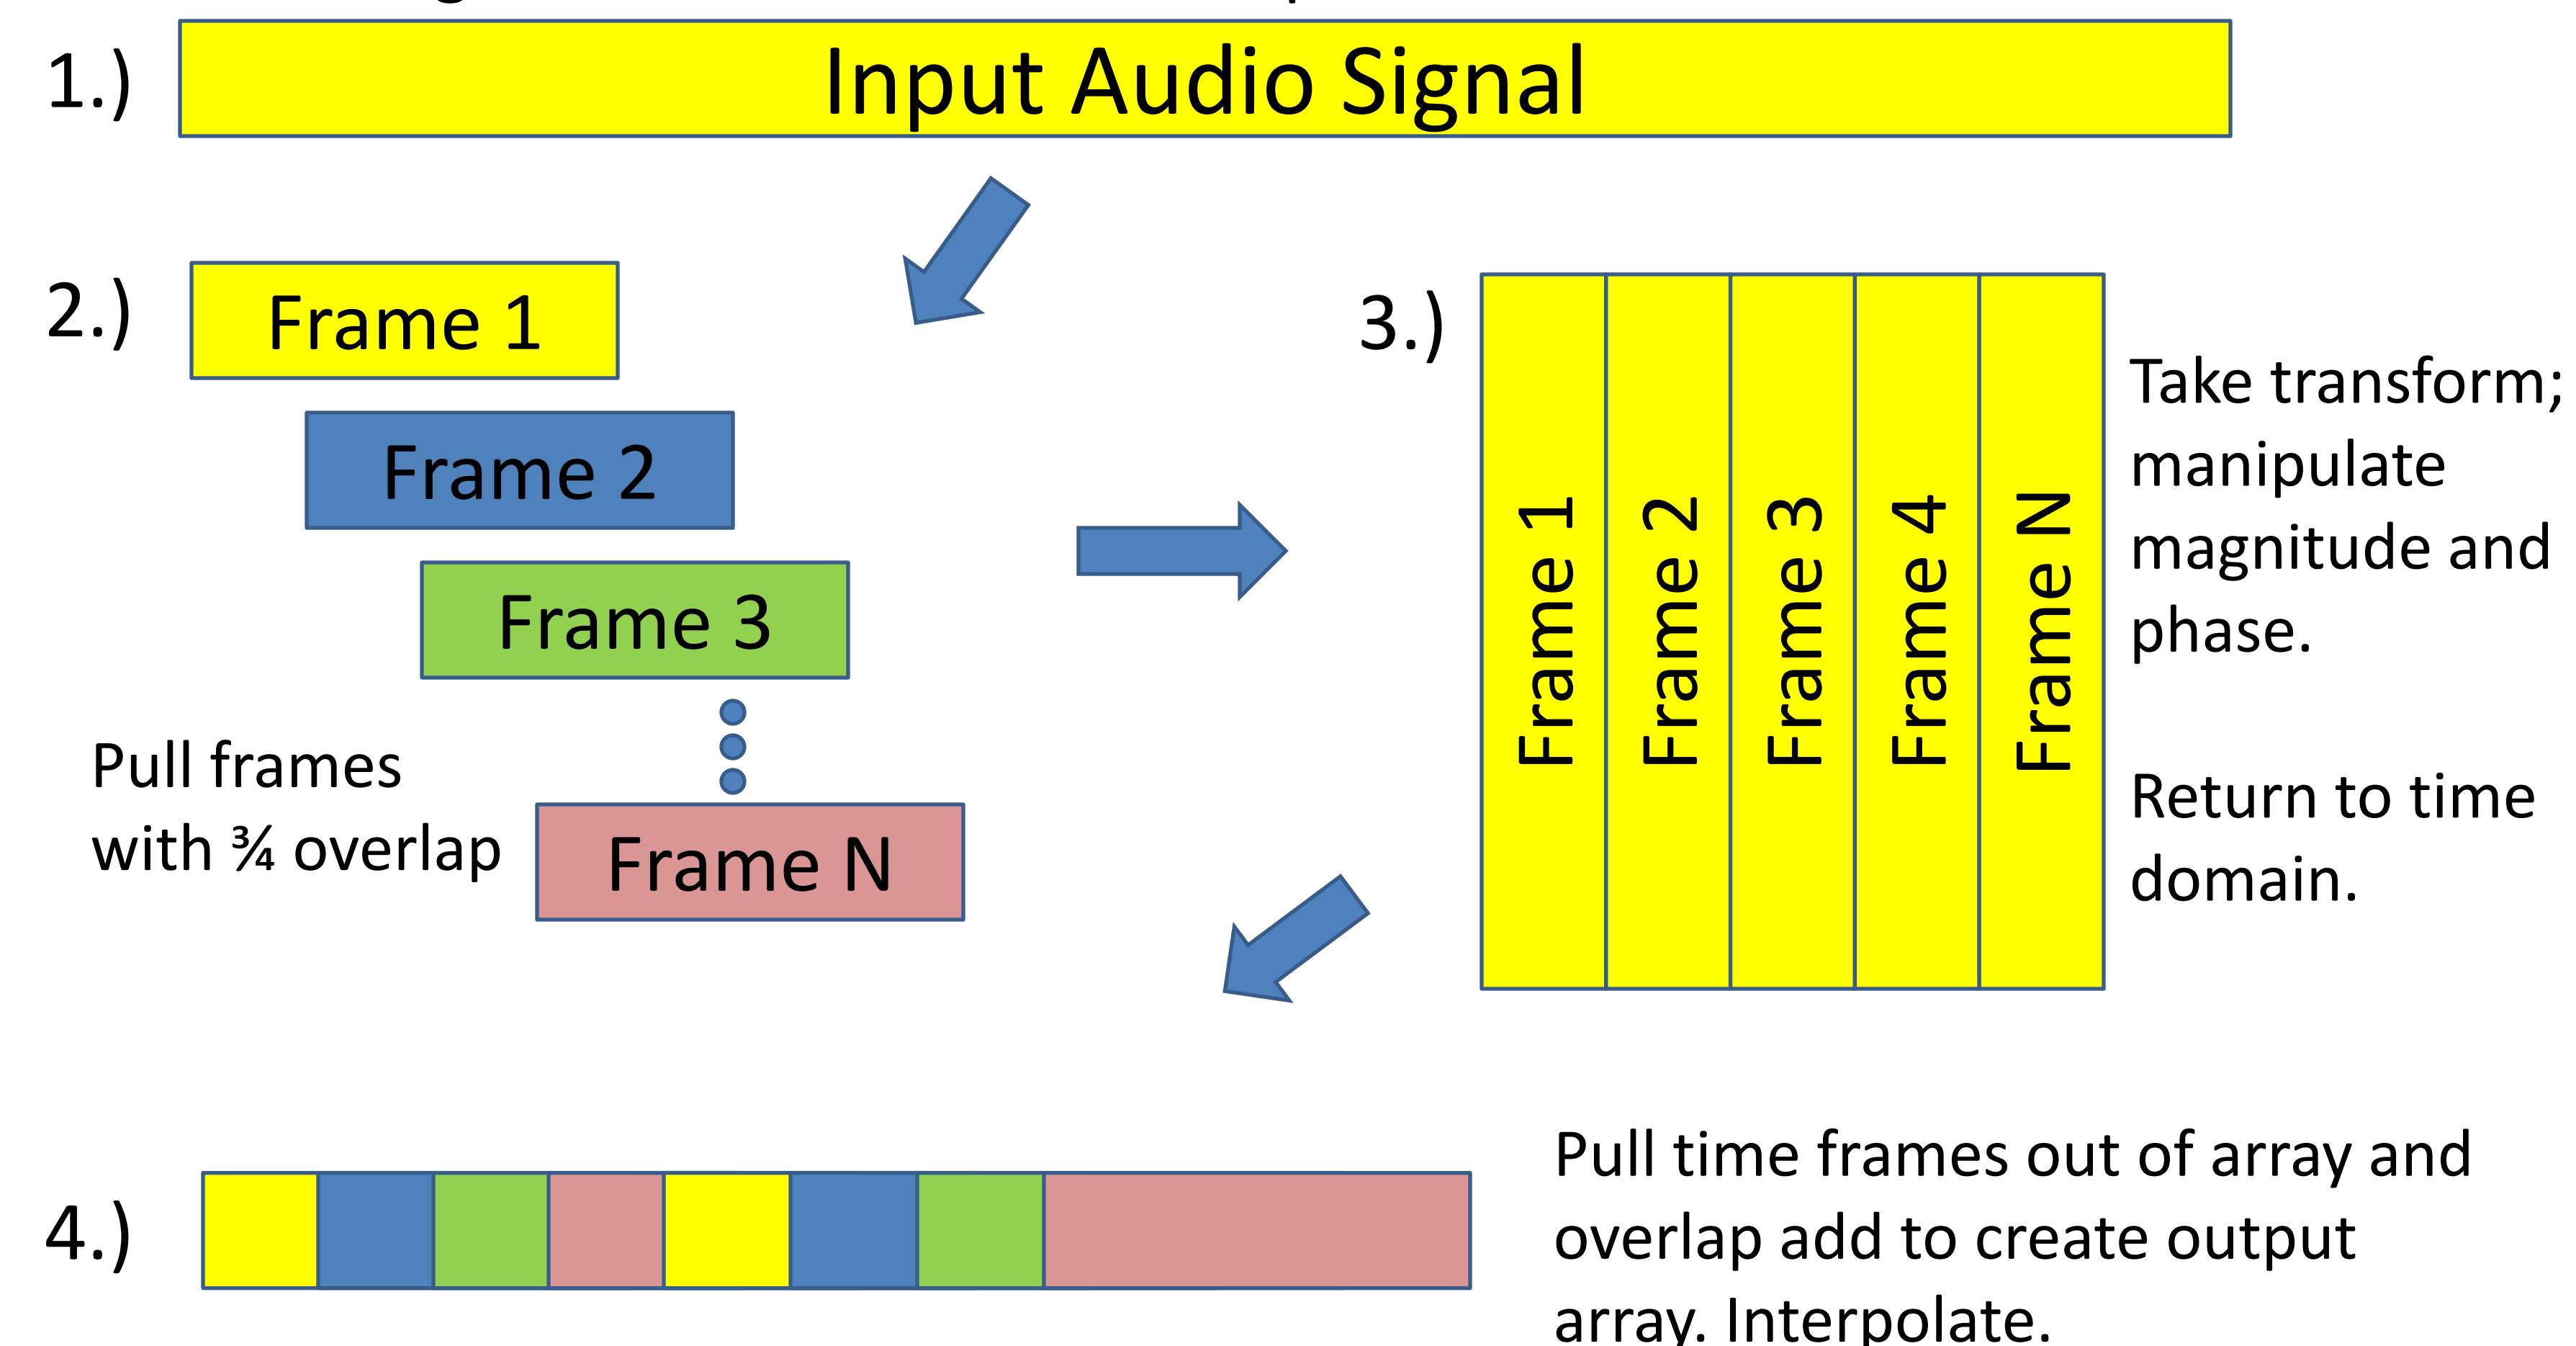 1.)
Input Audio Signal
2.)
Frame 1
Frame 2
Frame 3
Frame N
Pull frames
with ¾ overlap
3.)
Frame 1
Frame 2
Frame 3
Frame 4
Frame N
Take transform;
manipulate
magnitude and
phase.
Return to time
domain.
4.)
Pull time frames out of array and
overlap add to create output
array. Interpolate.